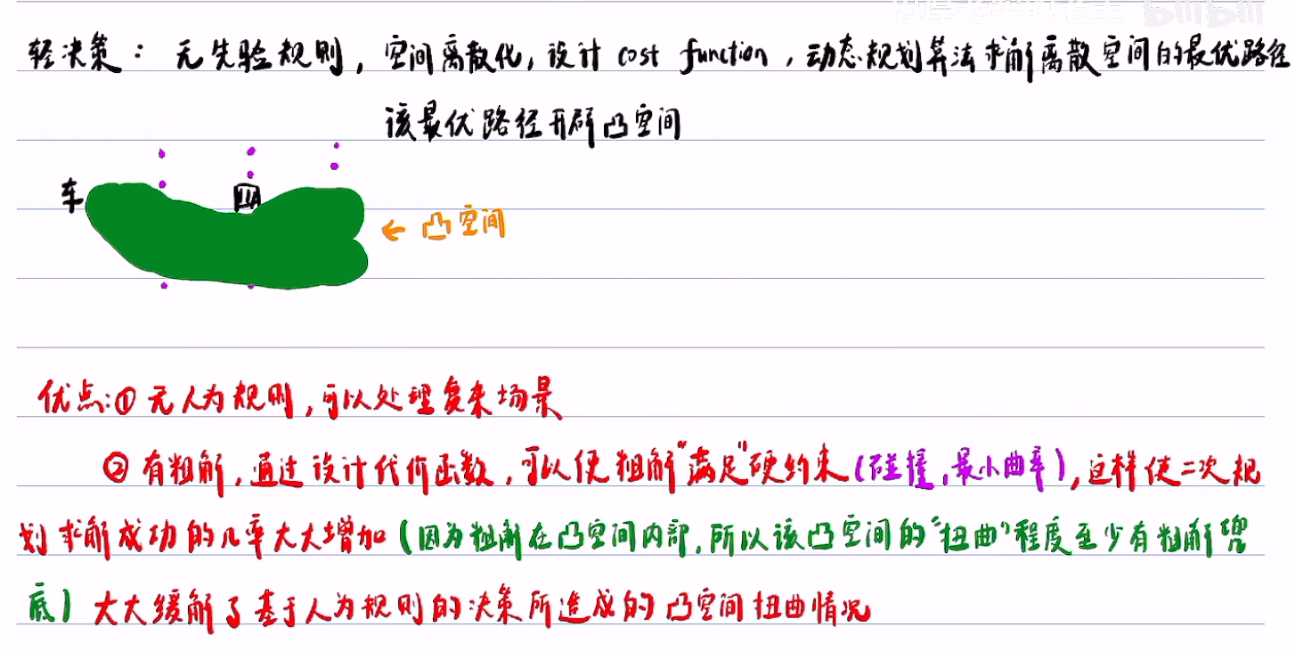 bilibili
轻决策：无先验规则，空间离散化，设计 cost function，动态规划算法求解离散空间的最优路径
该最优路径开辟凸空间
车
← 凸空间
优点:① 无人为规则，可以处理复杂场景
② 有粗解，通过设计代价函数，可以使粗解"满足"硬约束(碰撞，最小曲率)，这样使二次规
划求解成功的几率大大增加(因为粗解在凸空间内部，所以该凸空间的"扭曲"程度至少有粗解兜
底) 大大缓解了基于人为规则的决策所造成的凸空间扭曲情况